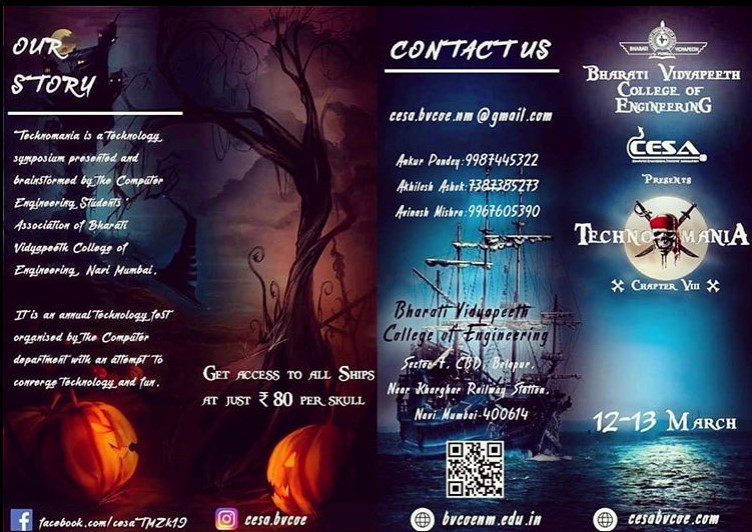 OUR
STORY
Technomania is a Technology
symposium presented and
brainstormed by The Computer
Engineering Students
Association of Bharati
Vidyapeeth College of
Engineering, Navi Mumbai.
IT is an annual Technology fest
organised by The Computer
department with an attempt To
converge Technology and fun.
GET ACCESS TO ALL SHIPS
AT JUST ₹ 80 PER SKULL
facebook.com/cesaTMZK19
cesa.bvcoe
CONTACT US
cesa.bvcoe.nm@gmail.com
Ankur Pandey:9987445322
Akhilesh Ashok:7387385273
Avinash Mishra:9967605390
Bharati Vidyapeeth
College of Engineering
Sector-7, CBD, Belapur,
Near Kharghar Railway Station,
Navi Mumbai-400614
bvcoenm.edu.in
BHARATI VIDYAPEETH
BHARATI VIDYAPEETH
COLLEGE OF
ENGINEERING
CESA
PRESENTS
TECHNOMANIA
CHAPTER VIII
12-13 MARCH
cesabvcoe.com